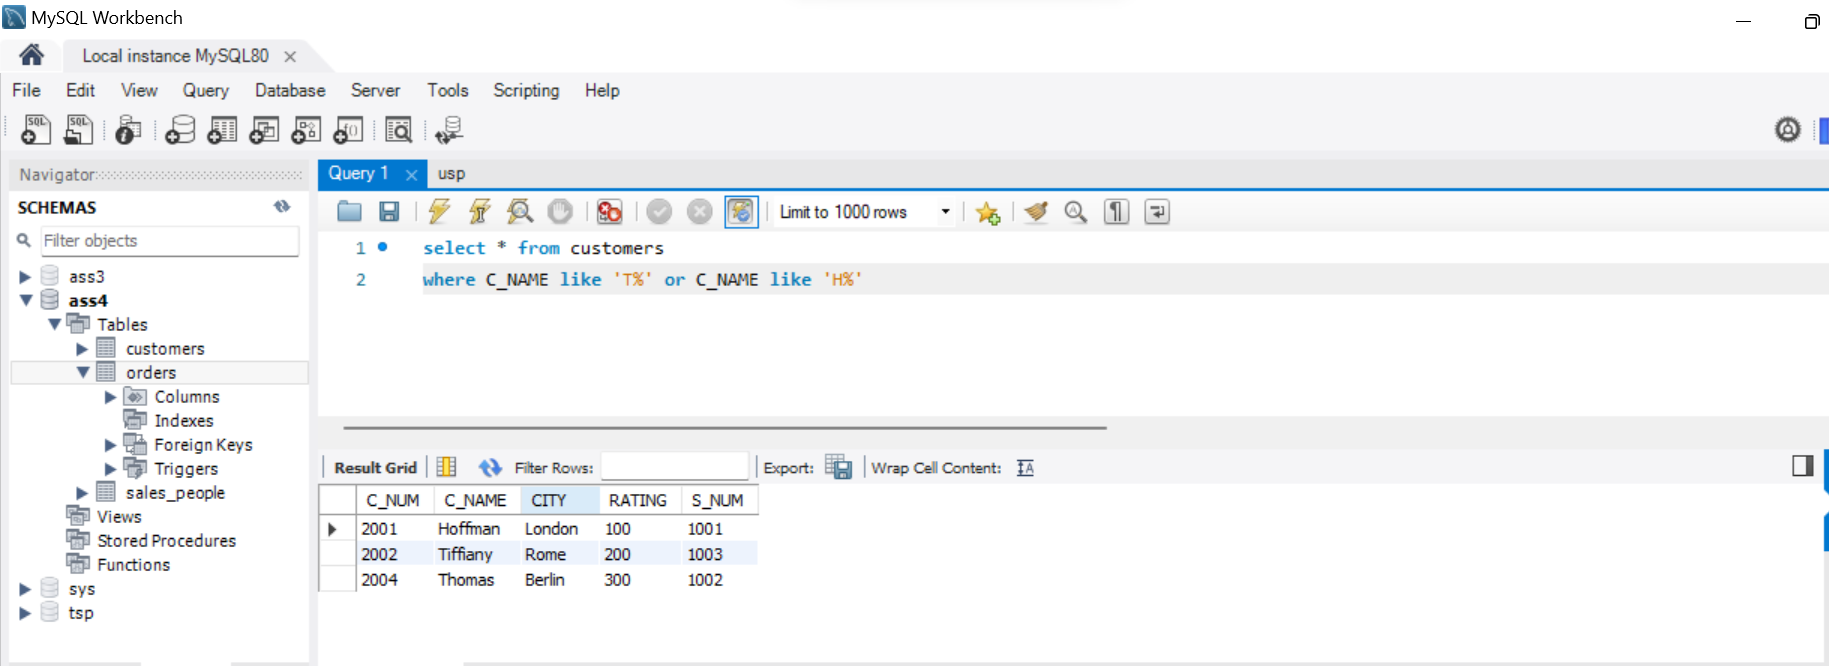 MySQL Workbench
Local instance MySQL80
File Edit View Query Database Server Tools Scripting Help
Navigator
SCHEMAS
Filter objects
ass3
ass4
Tables
customers
orders
Columns
Indexes
Foreign Keys
Triggers
sales_people
Views
Stored Procedures
Functions
sys
tsp
Query 1 usp
Limit to 1000 rows
1 select * from customers
2 where C_NAME like 'T%' or C_NAME like 'H%'
Result Grid Filter Rows: Export: Wrap Cell Content: IA
C_NUM C_NAME CITY RATING S_NUM
2001 Hoffman London 100 1001
2002 Tiffiany Rome 200 1003
2004 Thomas Berlin 300 1002